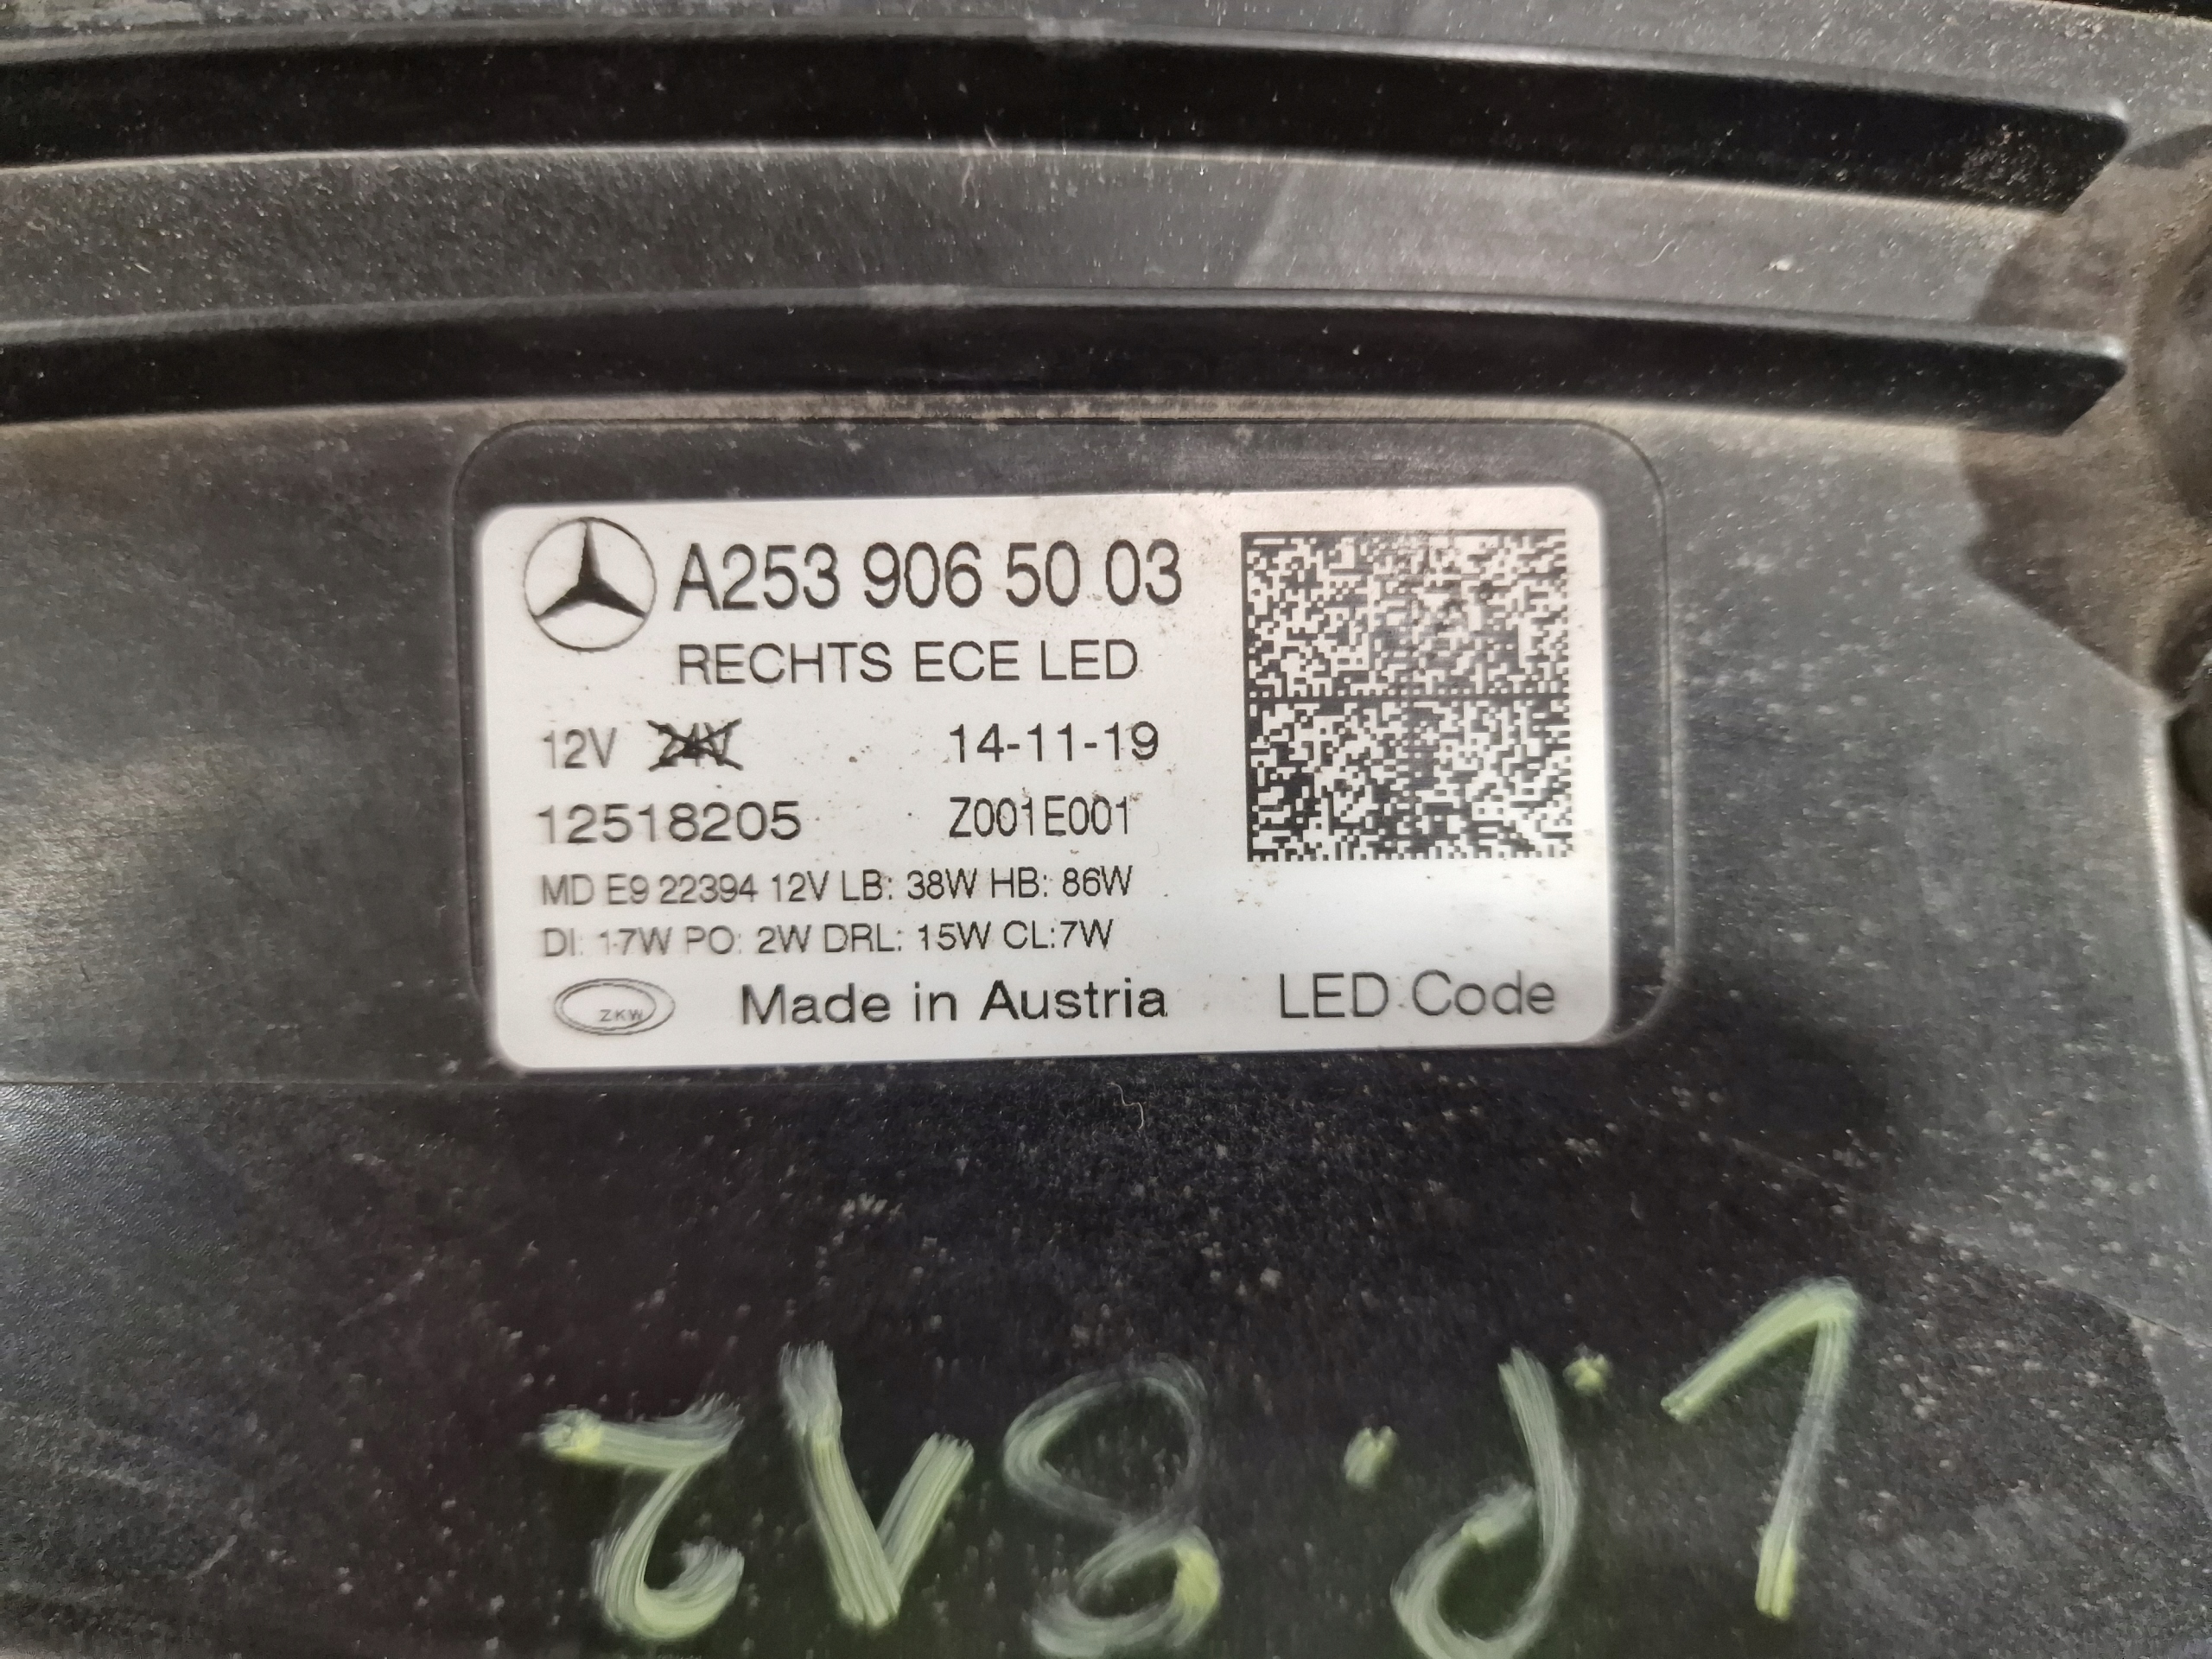 A253 906 50 03
RECHTS ECE LED
12V 24V 14-11-19
12518205 Z001E001
MD E9 22394 12V LB: 38W HB: 86W
DI: 17W PO: 2W DRL: 15W CL:7W
ZKW Made in Austria LED Code